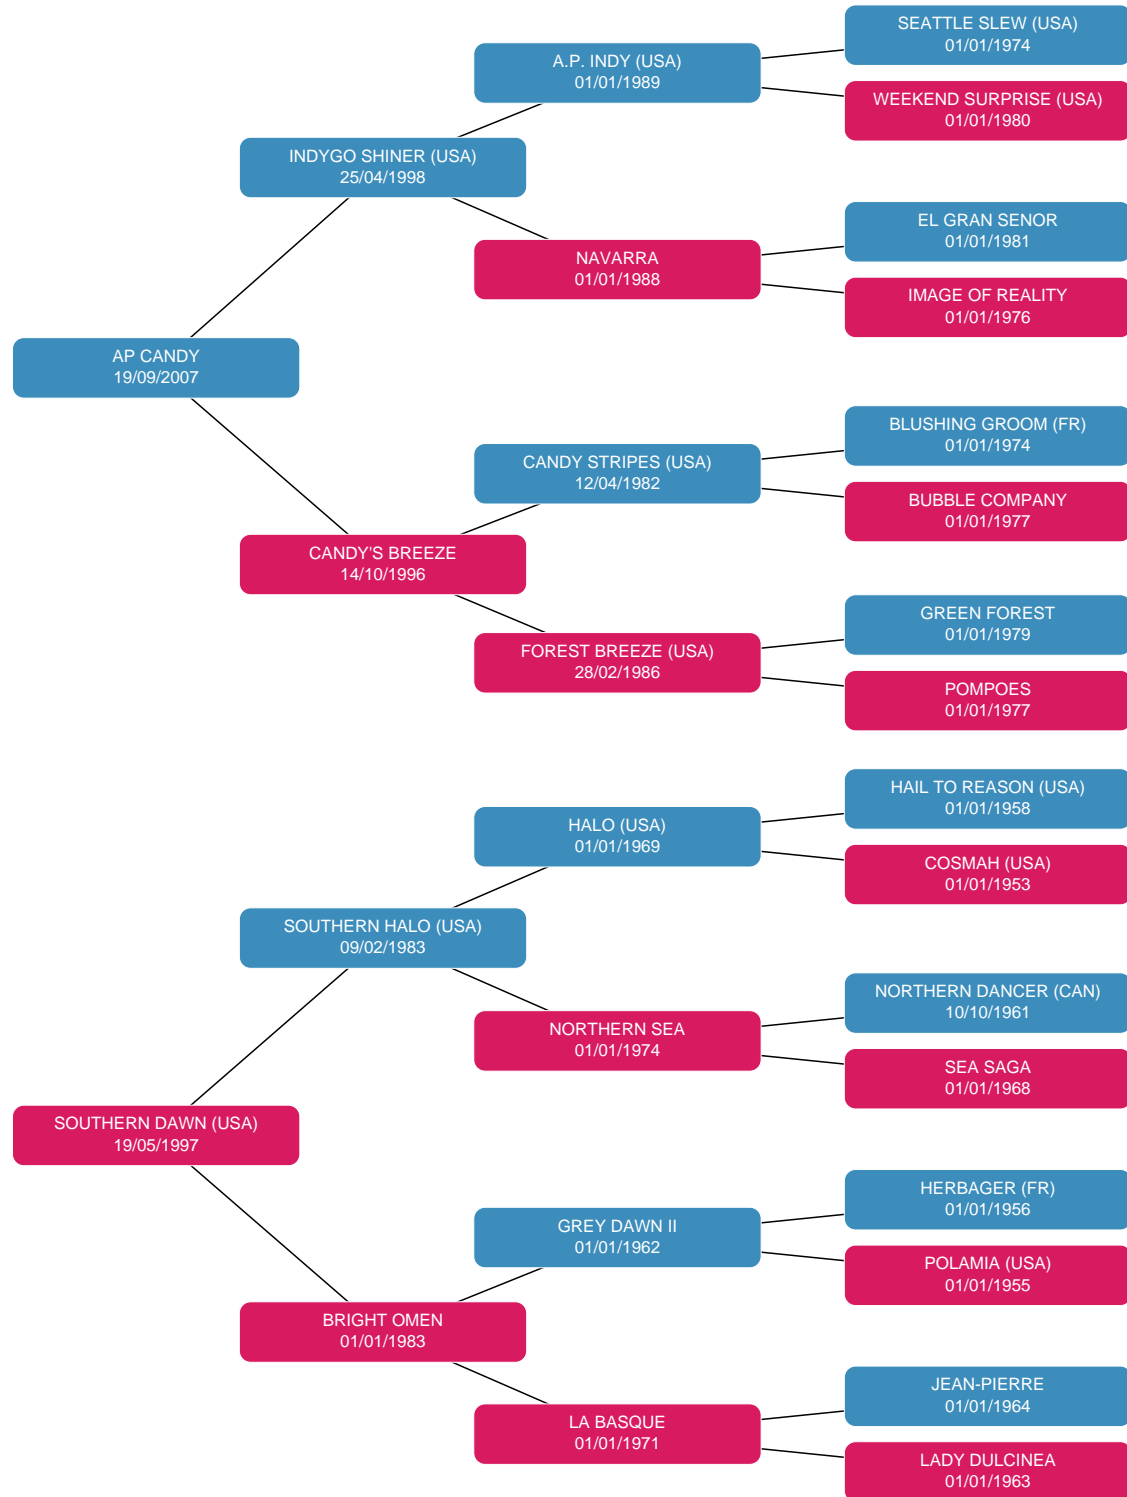 SEATTLE SLEW (USA)
01/01/1974
A.P. INDY (USA)
01/01/1989
WEEKEND SURPRISE (USA)
01/01/1980
INDYGO SHINER (USA)
25/04/1998
EL GRAN SENOR
01/01/1981
NAVARRA
01/01/1988
IMAGE OF REALITY
01/01/1976
AP CANDY
19/09/2007
BLUSHING GROOM (FR)
01/01/1974
CANDY STRIPES (USA)
12/04/1982
BUBBLE COMPANY
01/01/1977
CANDY'S BREEZE
14/10/1996
GREEN FOREST
01/01/1979
FOREST BREEZE (USA)
28/02/1986
POMPOES
01/01/1977
HAIL TO REASON (USA)
01/01/1958
HALO (USA)
01/01/1969
COSMAH (USA)
01/01/1953
SOUTHERN HALO (USA)
09/02/1983
NORTHERN DANCER (CAN)
10/10/1961
NORTHERN SEA
01/01/1974
SEA SAGA
01/01/1968
SOUTHERN DAWN (USA)
19/05/1997
HERBAGER (FR)
01/01/1956
GREY DAWN II
01/01/1962
POLAMIA (USA)
01/01/1955
BRIGHT OMEN
01/01/1983
JEAN-PIERRE
01/01/1964
LA BASQUE
01/01/1971
LADY DULCINEA
01/01/1963